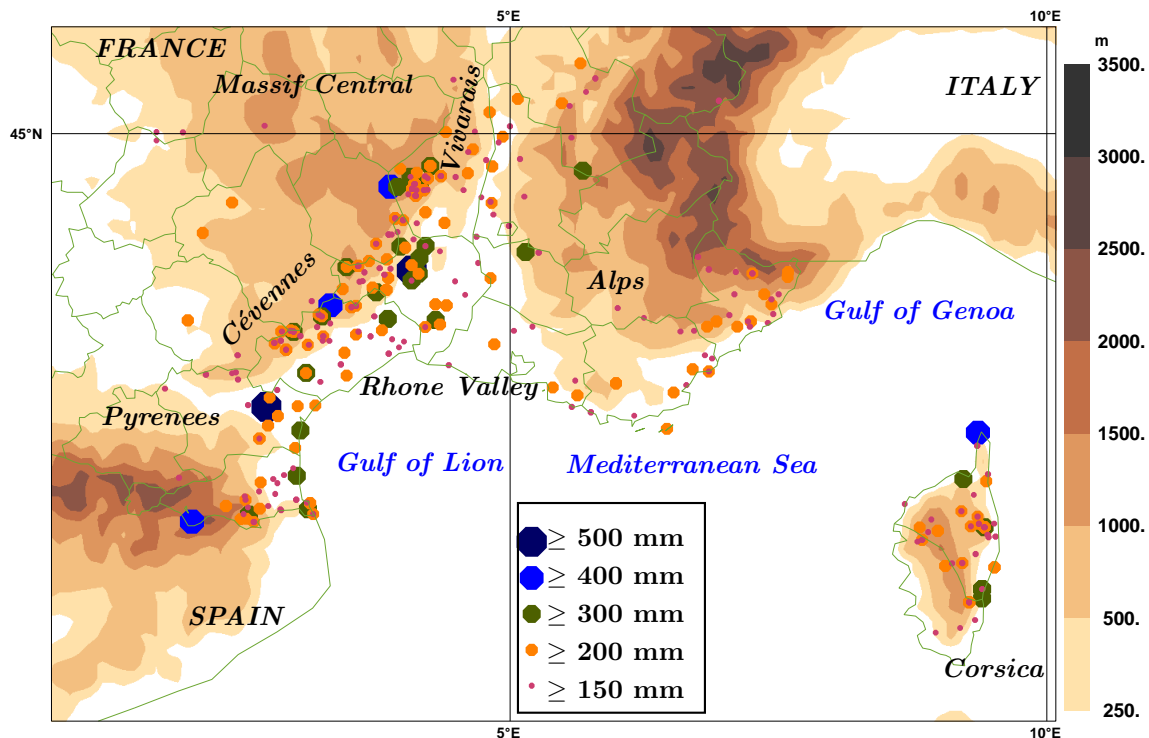 5°E
10°E
m
FRANCE
Massif Central
Vivarais
ITALY
3500.
45°N
3000.
2500.
Cévennes
Alps
Gulf of Genoa
2000.
Rhone Valley
Pyrenees
1500.
Gulf of Lion
Mediterranean Sea
1000.
≥ 500 mm
≥ 400 mm
≥ 300 mm
≥ 200 mm
≥ 150 mm
SPAIN
500.
Corsica
250.
5°E
10°E